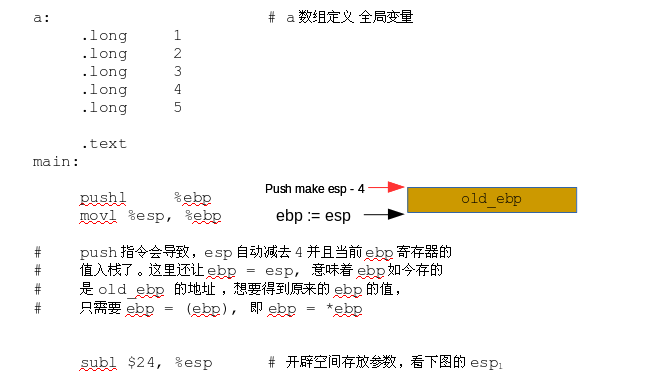 a: # a 数组定义 全局变量
.long 1
.long 2
.long 3
.long 4
.long 5
.text
main:
pushl %ebp
movl %esp, %ebp
Push make esp - 4
ebp := esp
old_ebp
# push 指令会导致, esp 自动减去 4 并且当前 ebp 寄存器的
# 值入栈了。这里还让 ebp = esp, 意味着 ebp 如今存的
# 是 old_ebp 的地址 , 想要得到原来的 ebp 的值,
# 只需要 ebp = (ebp), 即 ebp = *ebp
subl $24, %esp # 开辟空间存放参数, 看下图的 esp₁